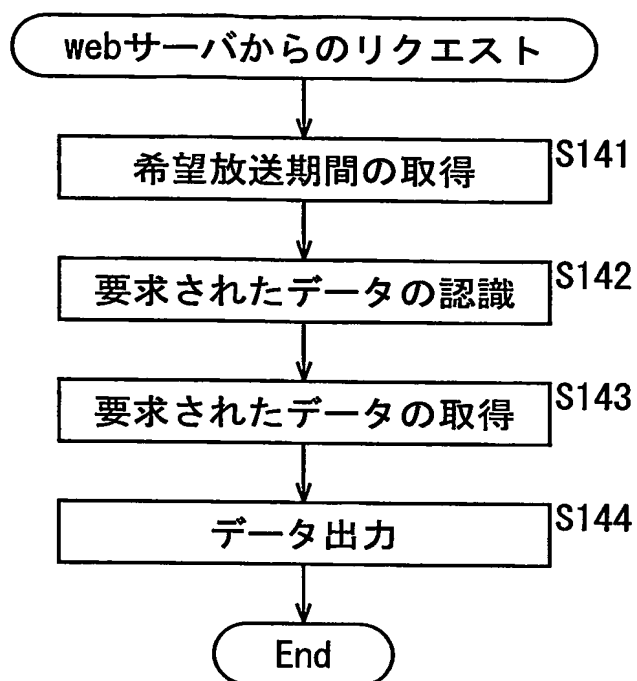 webサーバからのリクエスト
希望放送期間の取得
S141
要求されたデータの認識
S142
要求されたデータの取得
S143
データ出力
S144
End